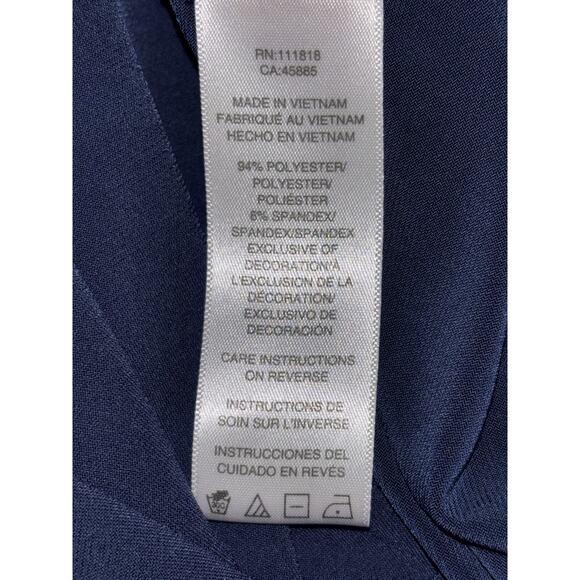 RN:111818
CA:45885
MADE IN VIETNAM
FABRIQUÉ AU VIETNAM
HECHO EN VIETNAM
94% POLYESTER/
POLYESTER/
POLIÉSTER
6% SPANDEX/
SPANDEX/SPANDEX
EXCLUSIVE OF
DECORATION/À
L'EXCLUSION DE LA
DÉCORATION/
EXCLUSIVO DE
DECORACIÓN
CARE INSTRUCTIONS
ON REVERSE
INSTRUCTIONS DE
SOIN SUR L'INVERSE
INSTRUCCIONES DEL
CUIDADO EN REVÉS